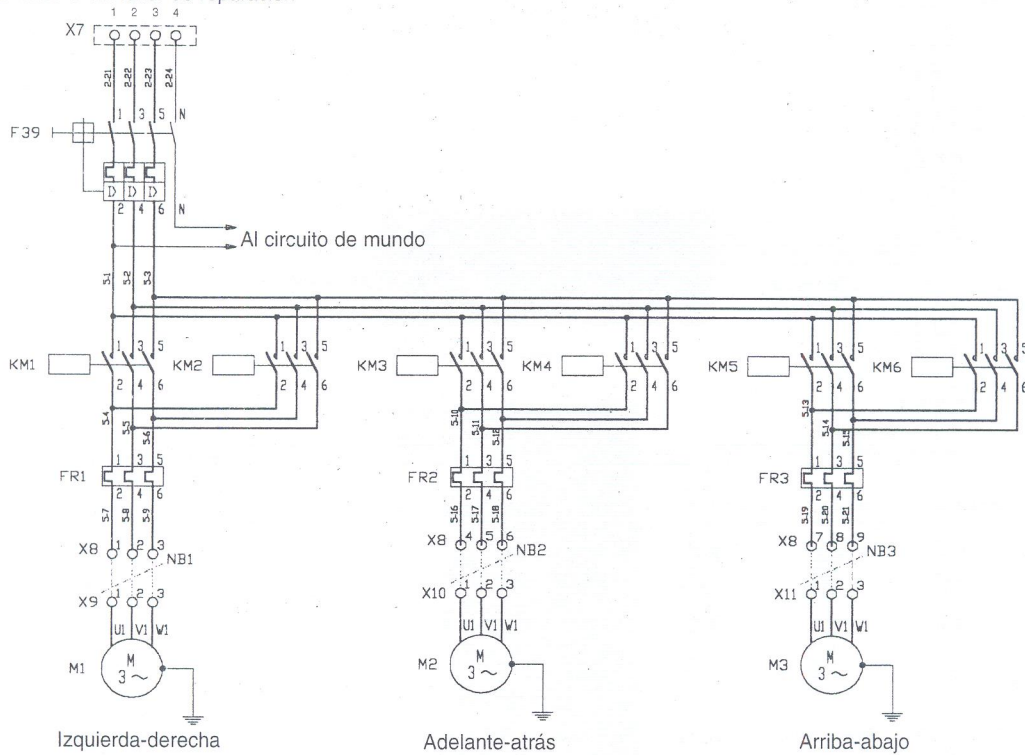 1 2 3 4
X7
2-21 2-22 2-23 2-24
1 3 5 N
F39
D D D
2 4 6 N
Al circuito de mundo
5-1 5-2 5-3
KM1 1 3 5 KM2 1 3 5 KM3 1 3 5 KM4 1 3 5 KM5 1 3 5 KM6 1 3 5
2 4 6 2 4 6 2 4 6 2 4 6 2 4 6 2 4 6
5-4 5-5 5-6 5-10 5-11 5-12 5-13 5-14 5-15
FR1 1 3 5 FR2 1 3 5 FR3 1 3 5
2 4 6 2 4 6 2 4 6
5-7 5-8 5-9 5-16 5-17 5-18 5-19 5-20 5-21
X8 1 2 3 NB1 X8 4 5 6 NB2 X8 7 8 9 NB3
X9 1 2 3 X10 1 2 3 X11 1 2 3
U1 V1 W1 U1 V1 W1 U1 V1 W1
M1 M 3 ~ M2 M 3 ~ M3 M 3 ~
Izquierda-derecha Adelante-atrás Arriba-abajo